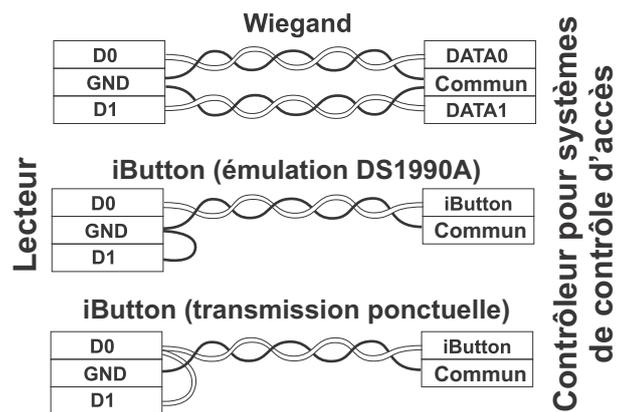 Wiegand
D0
GND
D1
DATA0
Commun
DATA1
Lecteur
iButton (émulation DS1990A)
D0
GND
D1
iButton
Commun
iButton (transmission ponctuelle)
D0
GND
D1
iButton
Commun
Contrôleur pour systèmes
de contrôle d'accès